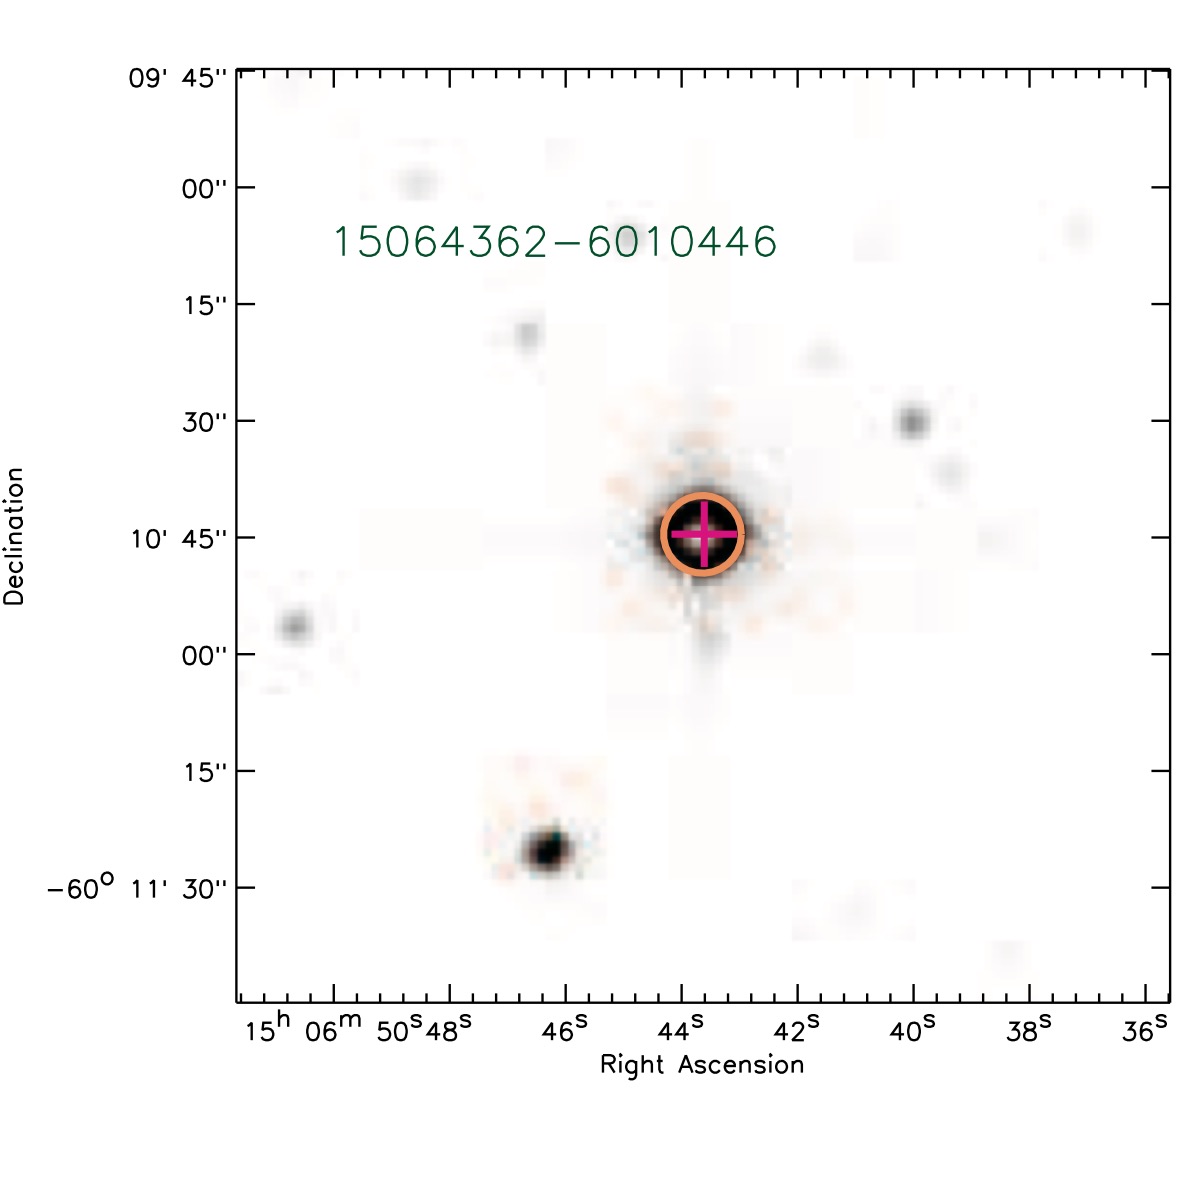 09' 45"
00"
15064362-6010446
15"
30"
10' 45"
00"
15"
-60° 11' 30"
Declination
15h 06m 50s 48s 46s 44s 42s 40s 38s 36s
Right Ascension